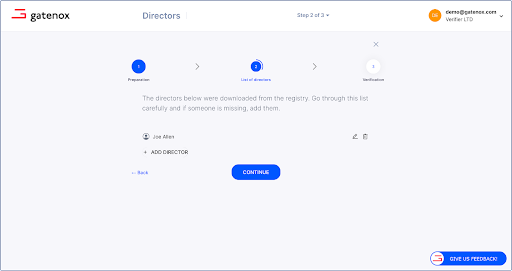 gatenox
Directors
Step 2 of 3
Do
demo@gatenox.com
Verifier LTD
1
2
3
Preparation
List of directors
Verification
The directors below were downloaded from the registry. Go through this list
carefully and if someone is missing, add them.
Joe Allen
+ ADD DIRECTOR
← Back
CONTINUE
GIVE US FEEDBACK!